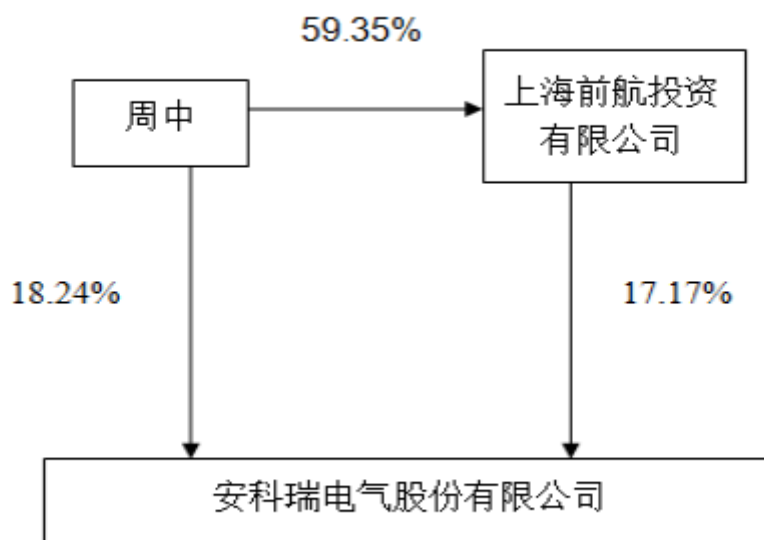 59.35%
周中
上海前航投资
有限公司
18.24%
17.17%
安科瑞电气股份有限公司